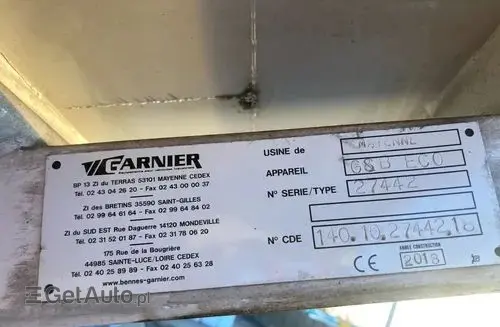 GARNIER
BP 13 ZI du TERRAS 53101 MAYENNE CEDEX
Tél. 02 43 04 26 20 - Fax 02 43 00 00 37
ZI des BRETINS 35590 SAINT-GILLES
Tél. 02 99 64 61 64 - Fax 02 99 64 84 02
ZI du SUD EST Rue Daguerre 14120 MONDEVILLE
Tél. 02 31 52 01 87 - Fax 02 31 78 06 20
175 Rue de la Bougrière
44985 SAINTE-LUCE/LOIRE CEDEX
Tél. 02 40 25 89 89 - Fax 02 40 25 63 28
www.bennes-garnier.com
USINE de MAYENNE
APPAREIL GSD ECO
N° SÉRIE/TYPE 27442
N° CDE 140.10.27442.18
ANNÉE CONSTRUCTION
CE 2018
GetAuto.pl